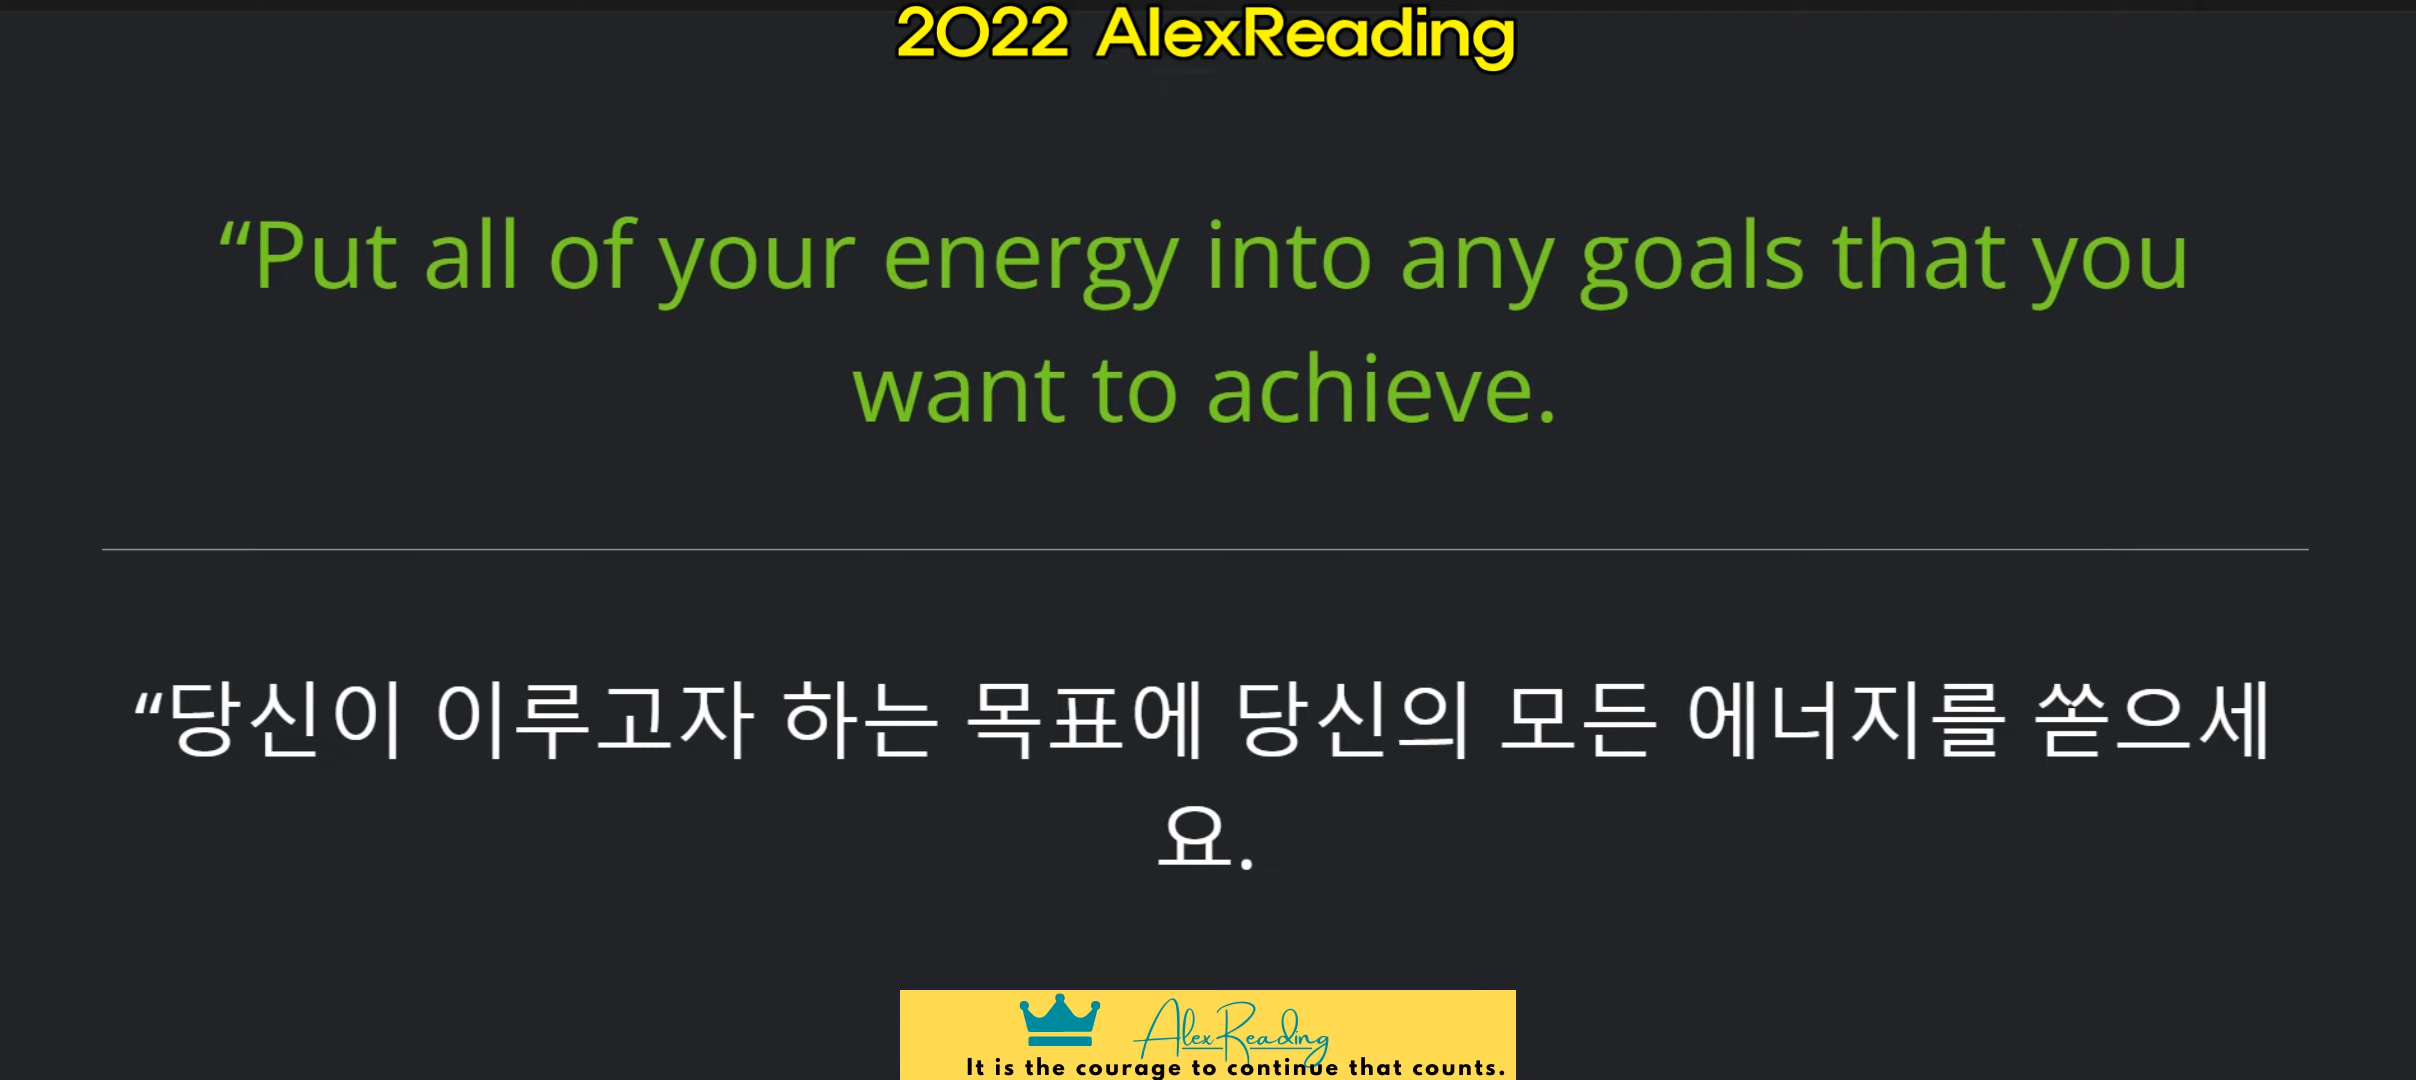 2022 AlexReading
“Put all of your energy into any goals that you
want to achieve.
“당신이 이루고자 하는 목표에 당신의 모든 에너지를 쏟으세
요.
AlexReading
It is the courage to continue that counts.